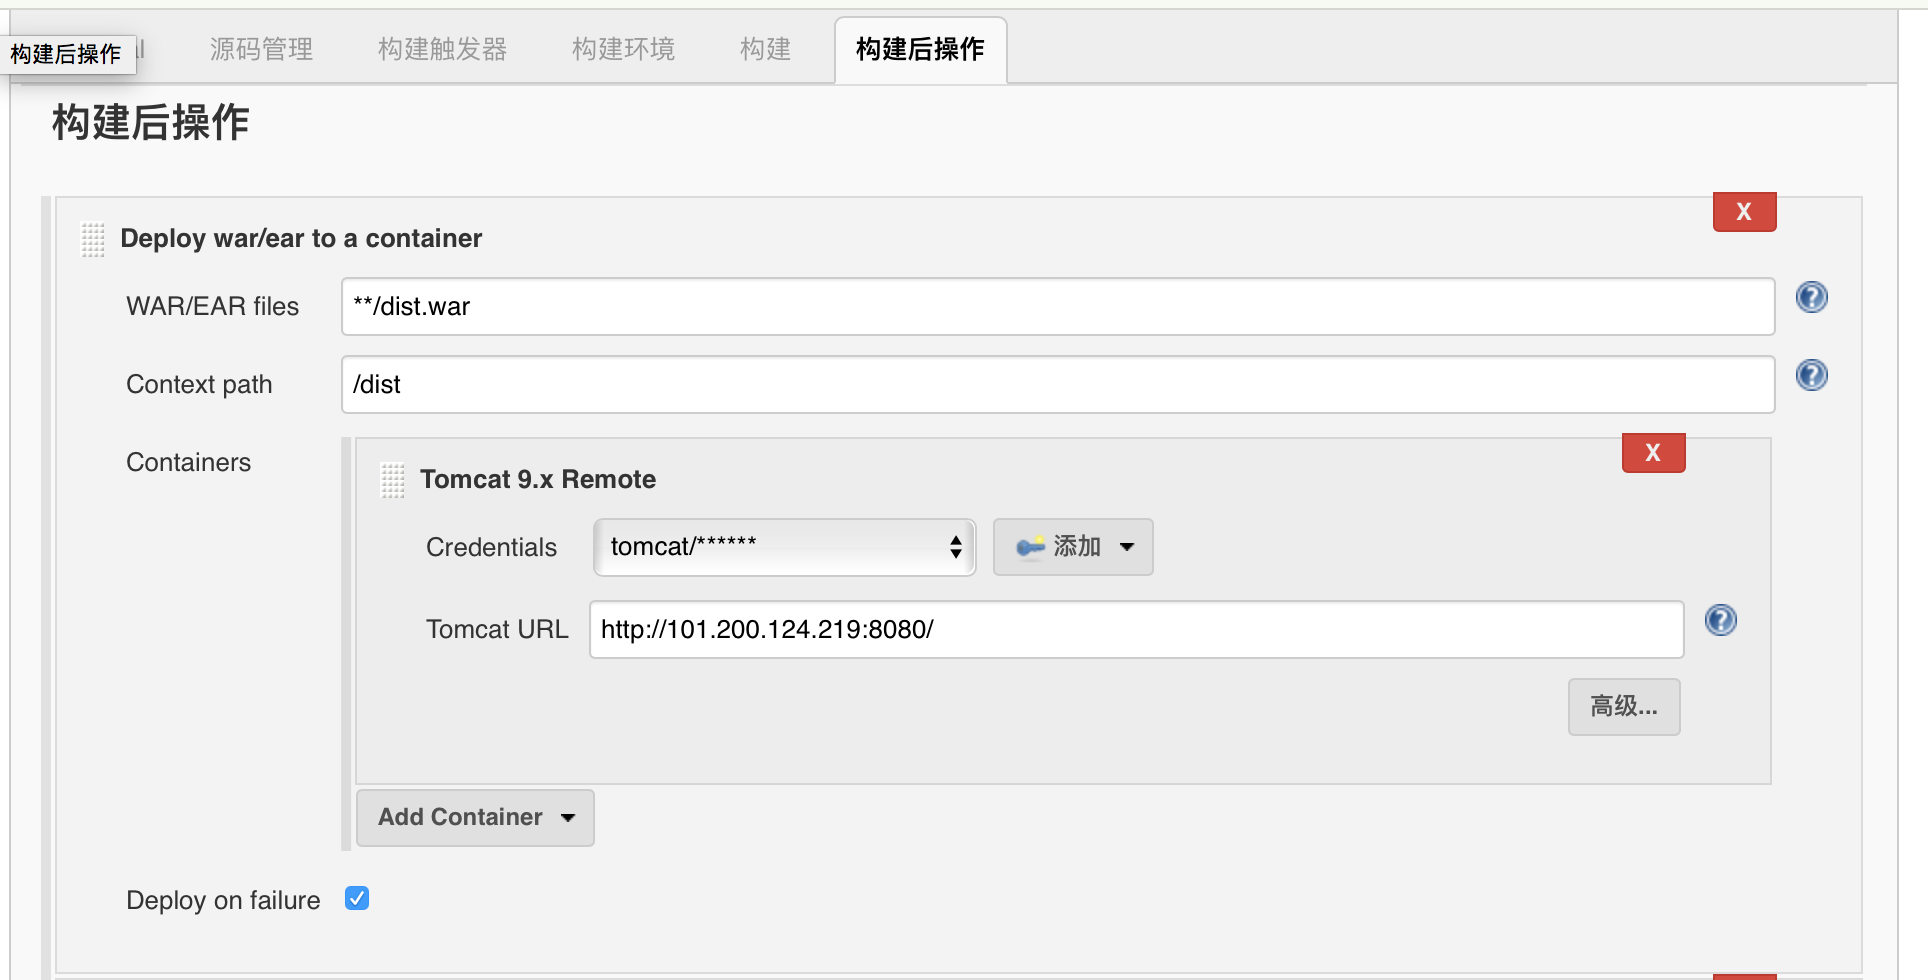 构建后操作
源码管理 构建触发器 构建环境 构建 构建后操作
构建后操作
X
Deploy war/ear to a container
WAR/EAR files **/dist.war
Context path /dist
Containers
X
Tomcat 9.x Remote
Credentials tomcat/****** 添加
Tomcat URL http://101.200.124.219:8080/
高级...
Add Container
Deploy on failure